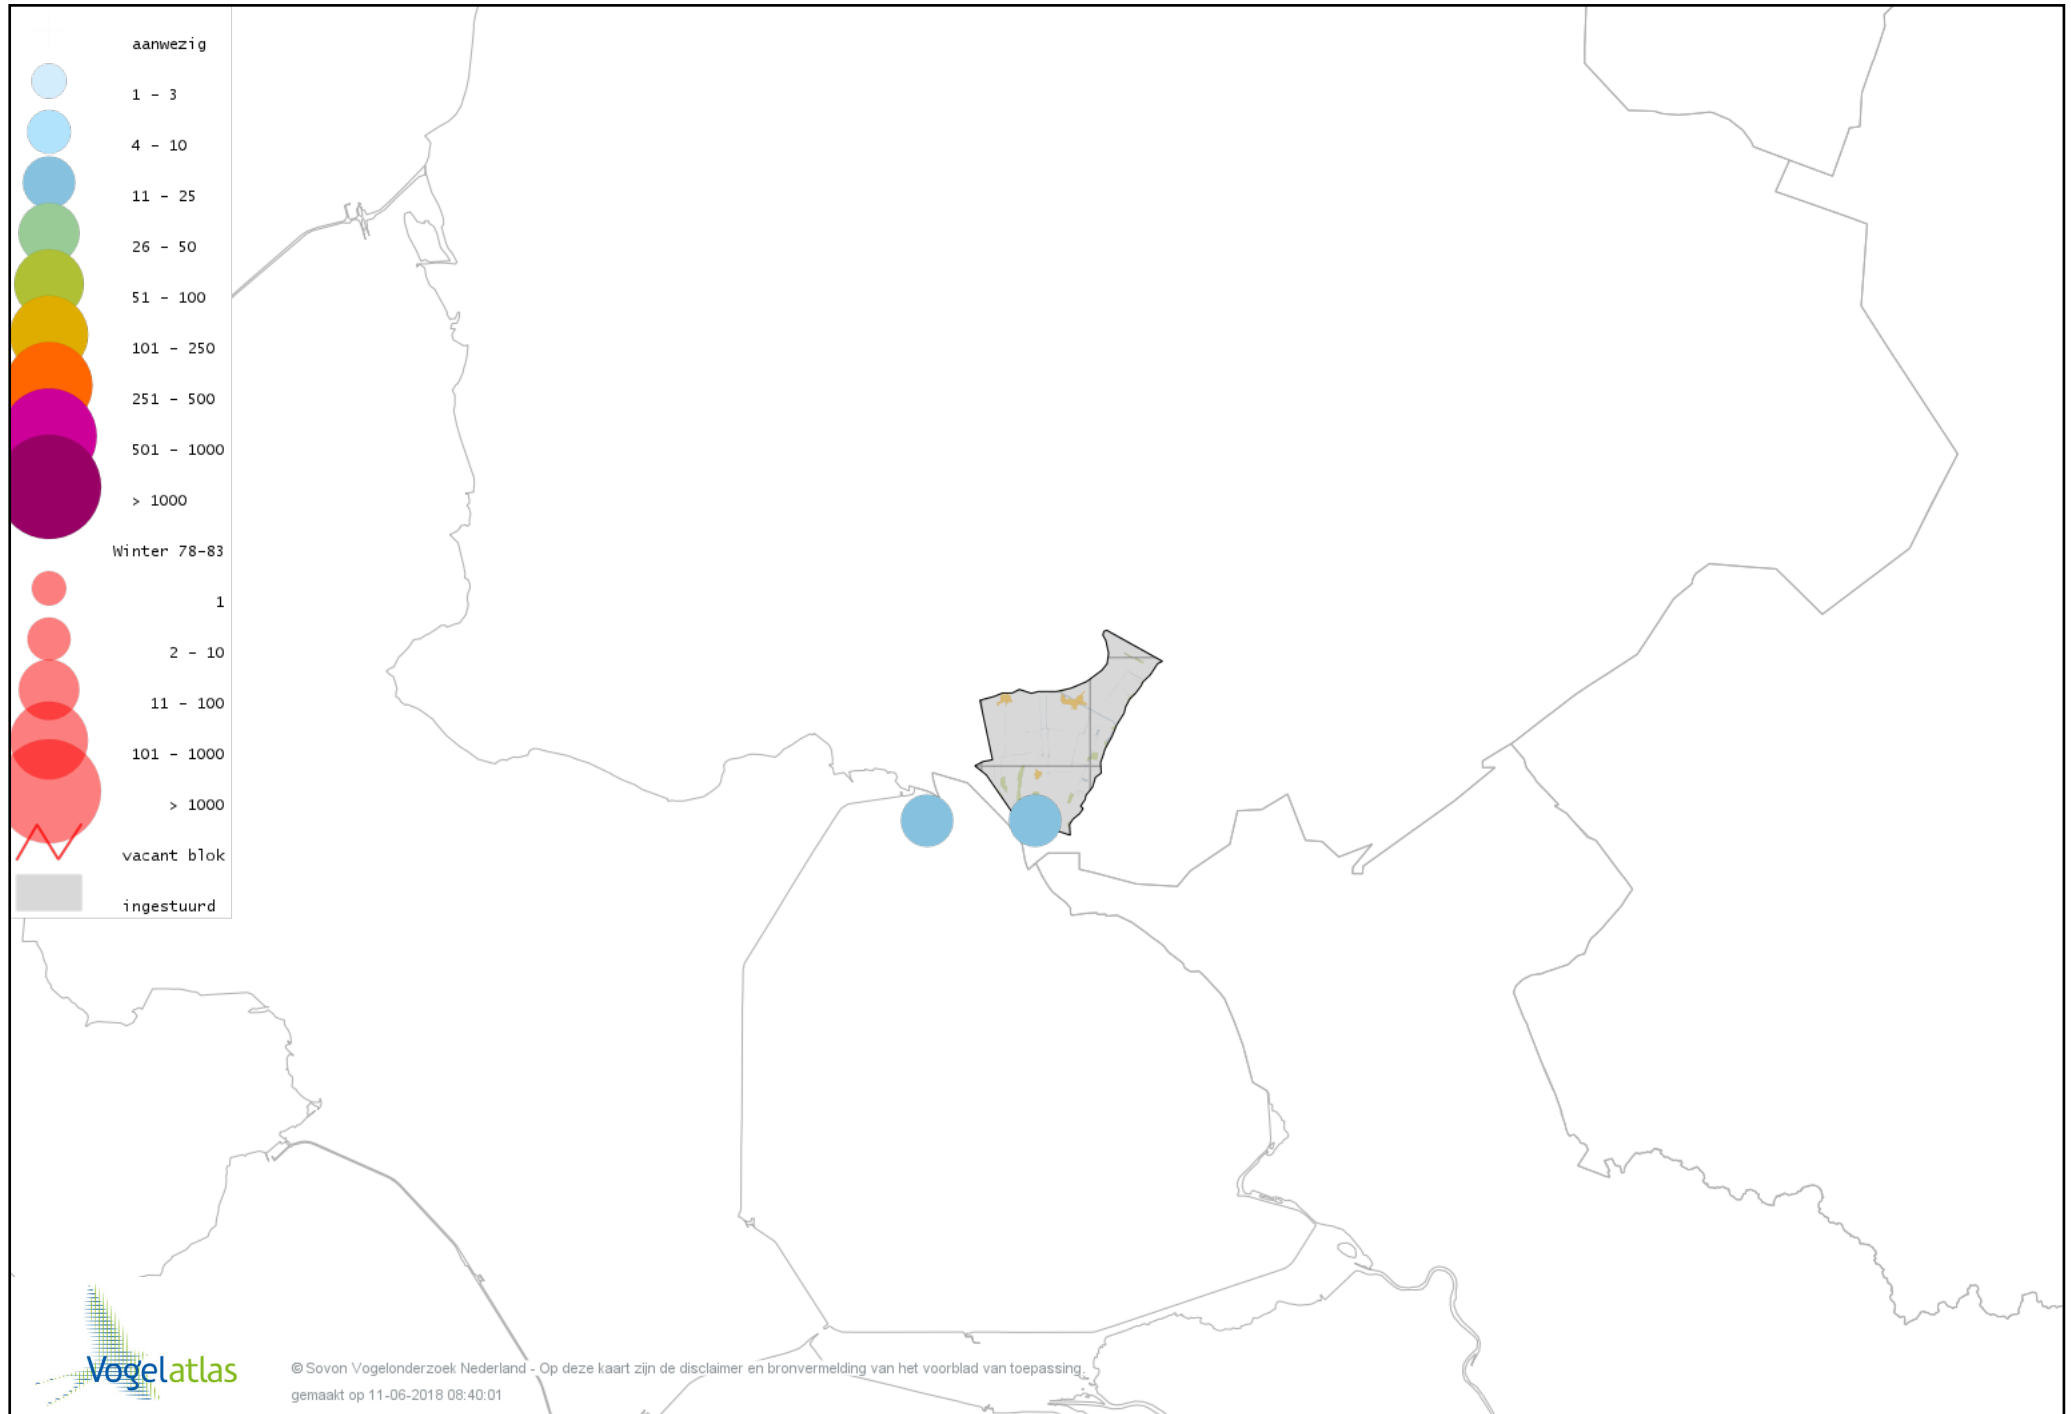 aanwezig
1 - 3
4 - 10
11 - 25
26 - 50
51 - 100
101 - 250
251 - 500
501 - 1000
> 1000
Winter 78-83
1
2 - 10
11 - 100
101 - 1000
> 1000
vacant blok
ingestuurd
Vogelatlas
© Sovon Vogelonderzoek Nederland - Op deze kaart zijn de disclaimer en bronvermelding van het voorblad van toepassing.
gemaakt op 11-06-2018 08:40:01